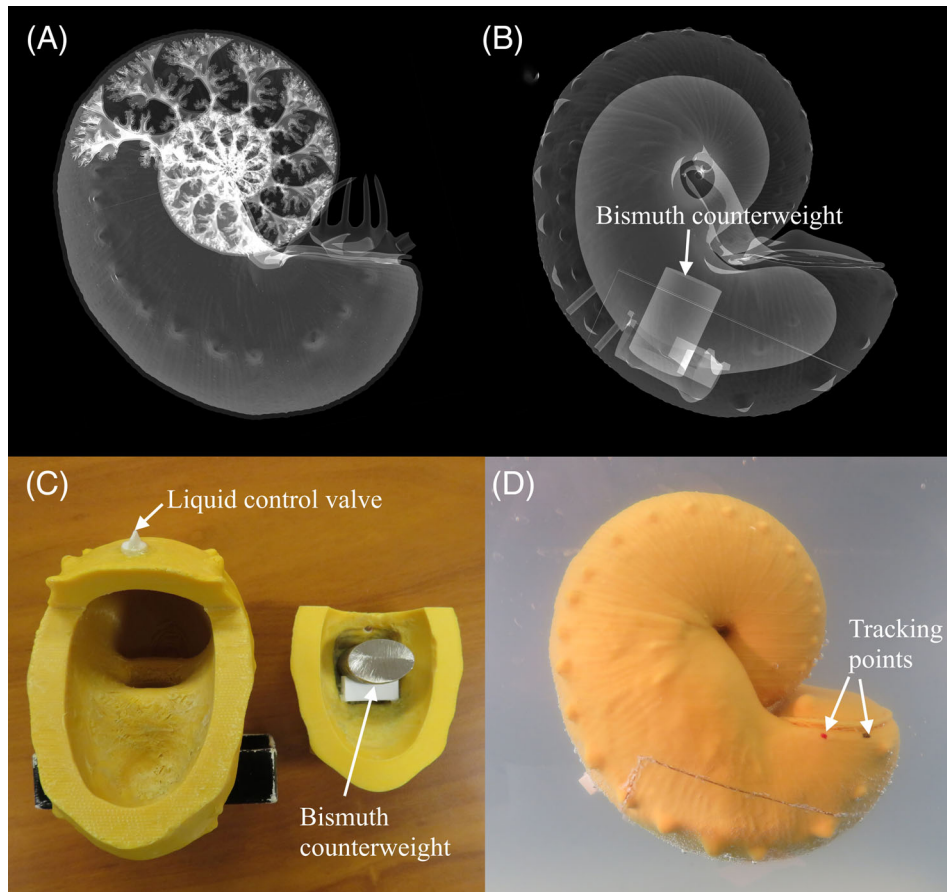 (A)
(B)
Bismuth counterweight
(C)
Liquid control valve
Bismuth
counterweight
(D)
Tracking
points